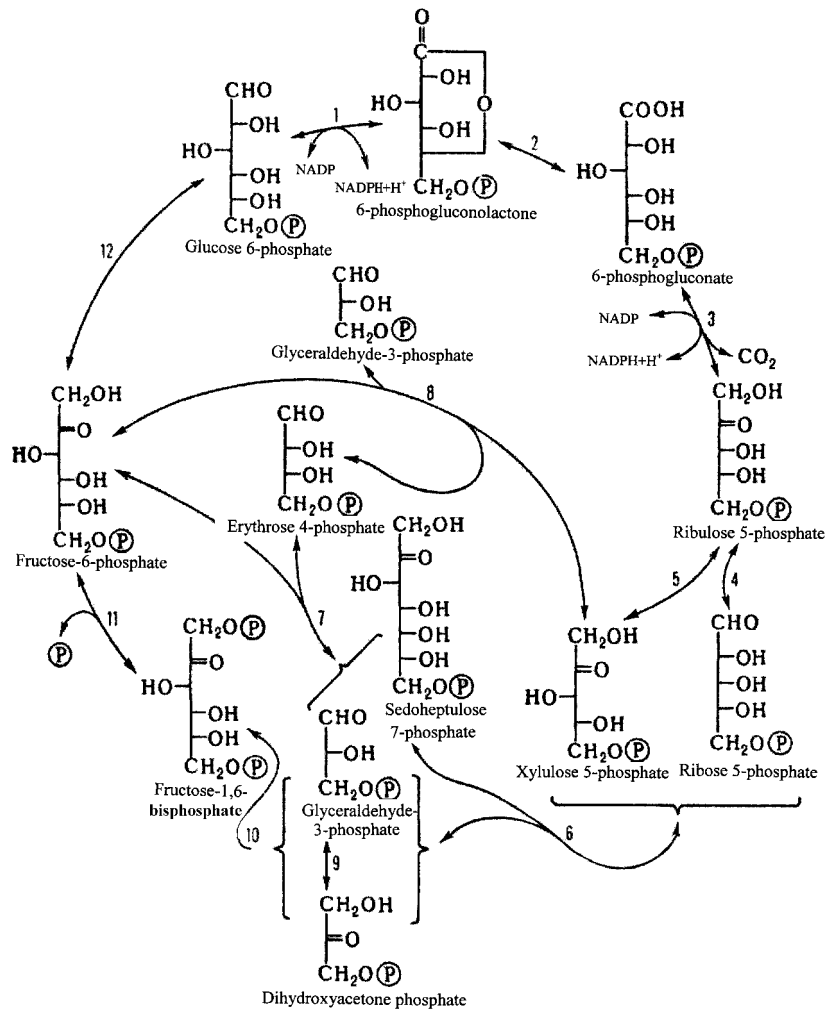 O
C
OH
HO
O
OH
CH₂O Ⓟ
6-phosphogluconolactone
CHO
OH
HO
OH
OH
CH₂O Ⓟ
Glucose 6-phosphate
1
NADP
NADPH+H⁺
2
COOH
OH
HO
OH
OH
CH₂O Ⓟ
6-phosphogluconate
12
CHO
OH
CH₂O Ⓟ
Glyceraldehyde-3-phosphate
NADP
3
NADPH+H⁺
CO₂
CH₂OH
O
HO
OH
OH
CH₂O Ⓟ
Fructose-6-phosphate
8
CHO
OH
OH
CH₂O Ⓟ
Erythrose 4-phosphate
CH₂OH
O
OH
OH
CH₂O Ⓟ
Ribulose 5-phosphate
CH₂OH
O
HO
OH
OH
OH
CH₂O Ⓟ
Sedoheptulose
7-phosphate
5
4
11
Ⓟ
7
CH₂O Ⓟ
O
HO
OH
OH
CH₂O Ⓟ
Fructose-1,6-
bisphosphate
CHO
OH
CH₂O Ⓟ
Glyceraldehyde-
3-phosphate
CH₂OH
O
HO
OH
CH₂O Ⓟ
Xylulose 5-phosphate
CHO
OH
OH
OH
CH₂O Ⓟ
Ribose 5-phosphate
10
6
9
CH₂OH
O
CH₂O Ⓟ
Dihydroxyacetone phosphate